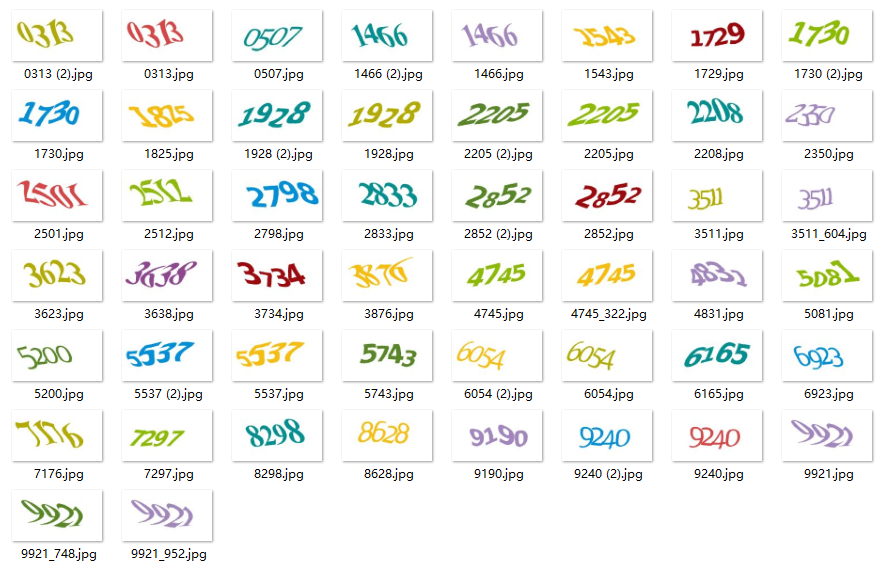 0313 0313 0507 1466 1466 1543 1729 1730
0313 (2).jpg 0313.jpg 0507.jpg 1466 (2).jpg 1466.jpg 1543.jpg 1729.jpg 1730 (2).jpg
1730 1825 1928 1928 2205 2205 2208 2350
1730.jpg 1825.jpg 1928 (2).jpg 1928.jpg 2205 (2).jpg 2205.jpg 2208.jpg 2350.jpg
2501 2512 2798 2833 2852 2852 3511 3511
2501.jpg 2512.jpg 2798.jpg 2833.jpg 2852 (2).jpg 2852.jpg 3511.jpg 3511_604.jpg
3623 3638 3734 3876 4745 4745 4831 5081
3623.jpg 3638.jpg 3734.jpg 3876.jpg 4745.jpg 4745_322.jpg 4831.jpg 5081.jpg
5200 5537 5537 5743 6054 6054 6165 6923
5200.jpg 5537 (2).jpg 5537.jpg 5743.jpg 6054 (2).jpg 6054.jpg 6165.jpg 6923.jpg
7176 7297 8298 8628 9190 9240 9240 9921
7176.jpg 7297.jpg 8298.jpg 8628.jpg 9190.jpg 9240 (2).jpg 9240.jpg 9921.jpg
9921 9921
9921_748.jpg 9921_952.jpg